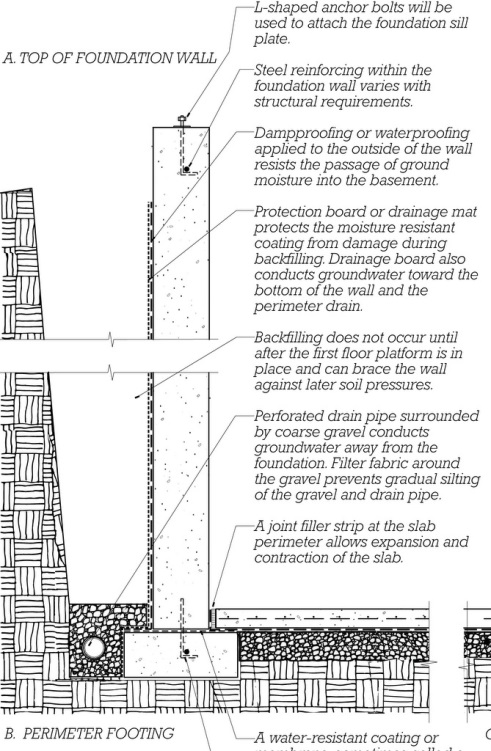 L-shaped anchor bolts will be
used to attach the foundation sill
plate.
A. TOP OF FOUNDATION WALL
Steel reinforcing within the
foundation wall varies with
structural requirements.
Dampproofing or waterproofing
applied to the outside of the wall
resists the passage of ground
moisture into the basement.
Protection board or drainage mat
protects the moisture resistant
coating from damage during
backfilling. Drainage board also
conducts groundwater toward the
bottom of the wall and the
perimeter drain.
Backfilling does not occur until
after the first floor platform is in
place and can brace the wall
against later soil pressures.
Perforated drain pipe surrounded
by coarse gravel conducts
groundwater away from the
foundation. Filter fabric around
the gravel prevents gradual silting
of the gravel and drain pipe.
A joint filler strip at the slab
perimeter allows expansion and
contraction of the slab.
B. PERIMETER FOOTING
A water-resistant coating or